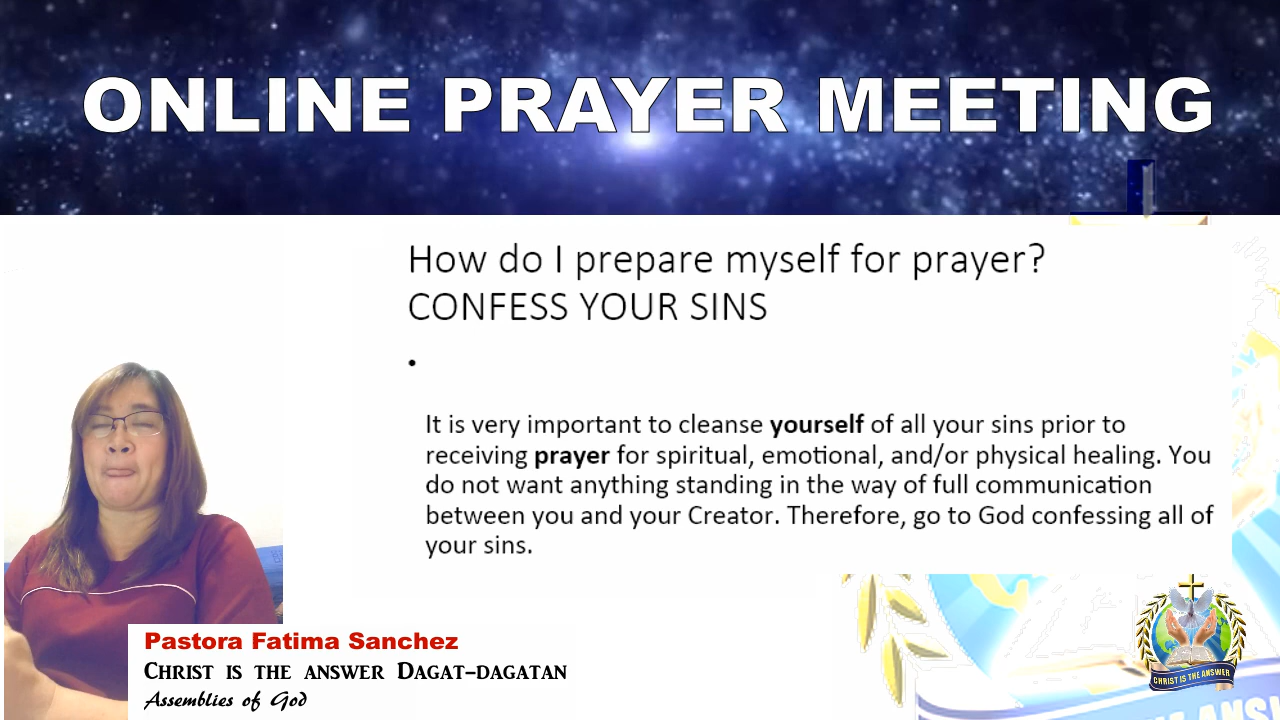 ONLINE PRAYER MEETING
How do I prepare myself for prayer?
CONFESS YOUR SINS
•
It is very important to cleanse yourself of all your sins prior to
receiving prayer for spiritual, emotional, and/or physical healing. You
do not want anything standing in the way of full communication
between you and your Creator. Therefore, go to God confessing all of
your sins.
Pastora Fatima Sanchez
CHRIST IS THE ANSWER DAGAT-DAGATAN
Assemblies of God
CHRIST IS THE ANSWER